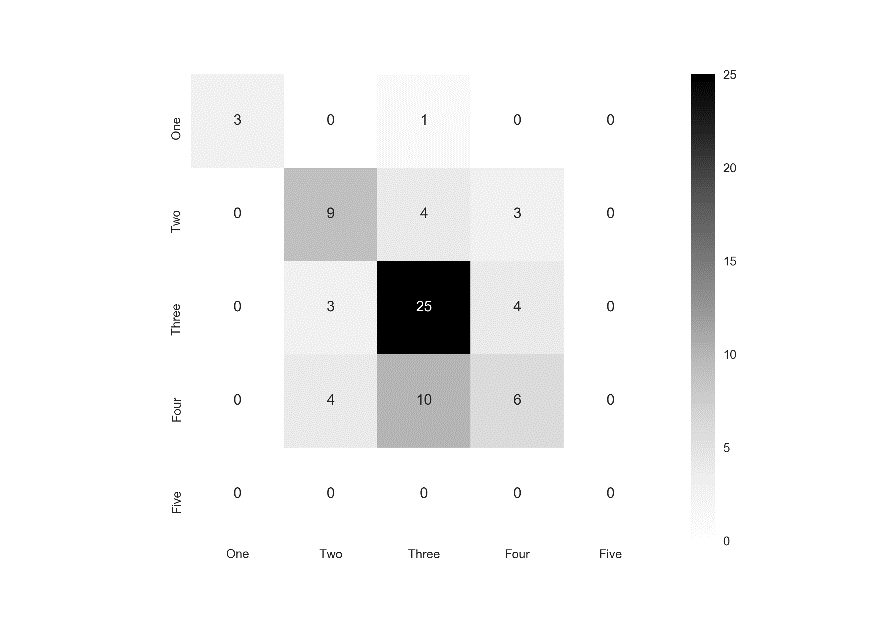 One 3 0 1 0 0
Two 0 9 4 3 0
Three 0 3 25 4 0
Four 0 4 10 6 0
Five 0 0 0 0 0
One Two Three Four Five
25
20
15
10
5
0